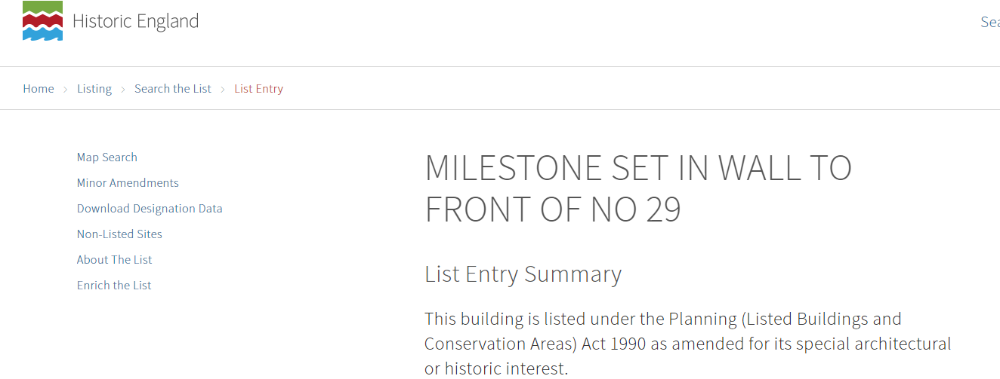 Historic England
Home > Listing > Search the List > List Entry
Map Search
Minor Amendments
Download Designation Data
Non-Listed Sites
About The List
Enrich the List
MILESTONE SET IN WALL TO
FRONT OF NO 29
List Entry Summary
This building is listed under the Planning (Listed Buildings and
Conservation Areas) Act 1990 as amended for its special architectural
or historic interest.